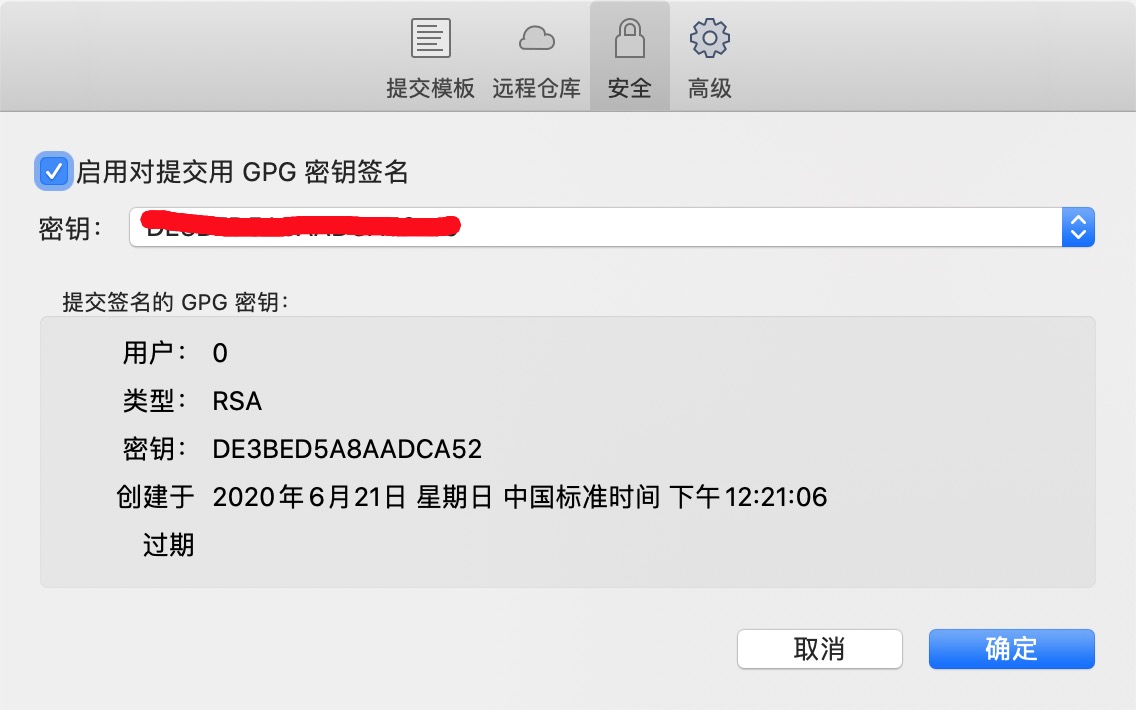 提交模板 远程仓库 安全 高级
启用对提交用 GPG 密钥签名
密钥：
提交签名的 GPG 密钥：
用户： 0
类型： RSA
密钥： DE3BED5A8AADCA52
创建于 2020年6月21日 星期日 中国标准时间 下午12:21:06
过期
取消 确定